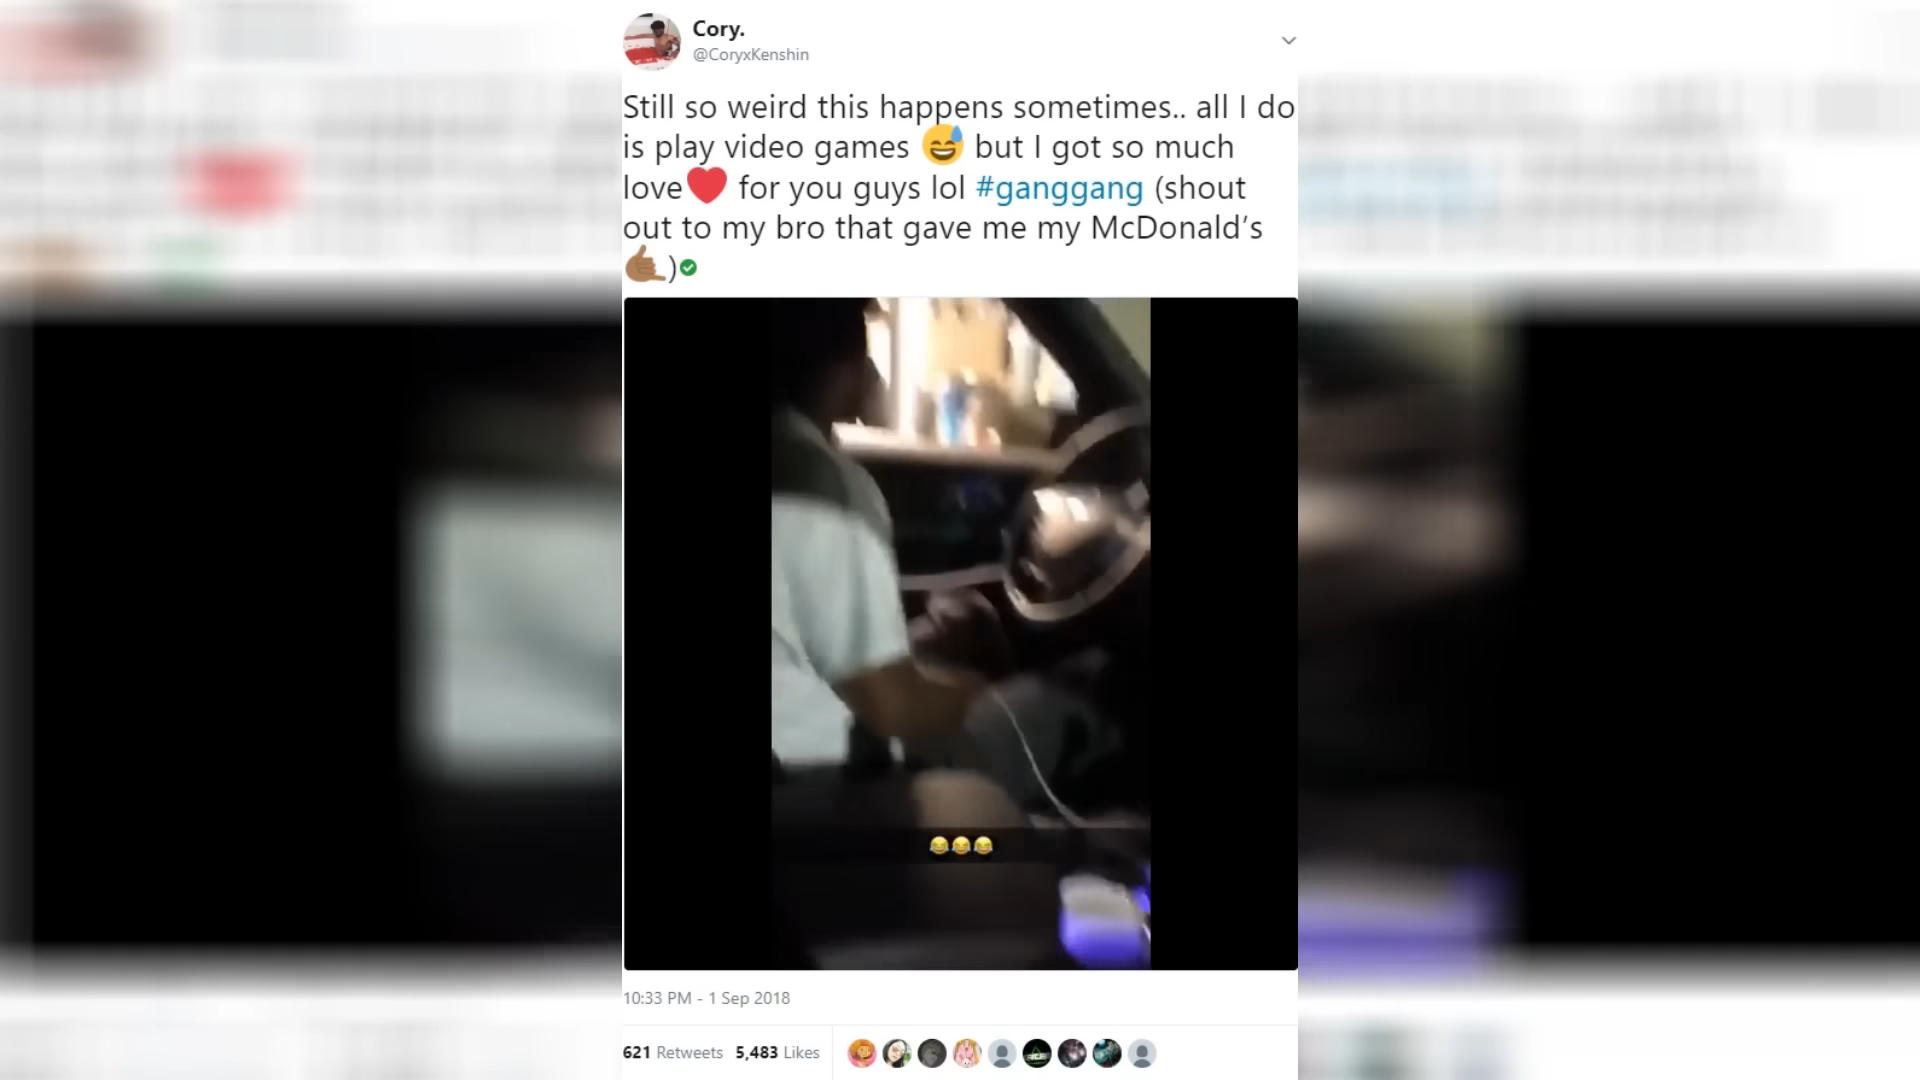 Cory.
@CoryxKenshin
Still so weird this happens sometimes.. all I do
is play video games 😅 but I got so much
love❤️ for you guys lol #ganggang (shout
out to my bro that gave me my McDonald’s
🤙🏾)
😂😂😂
10:33 PM - 1 Sep 2018
621 Retweets 5,483 Likes